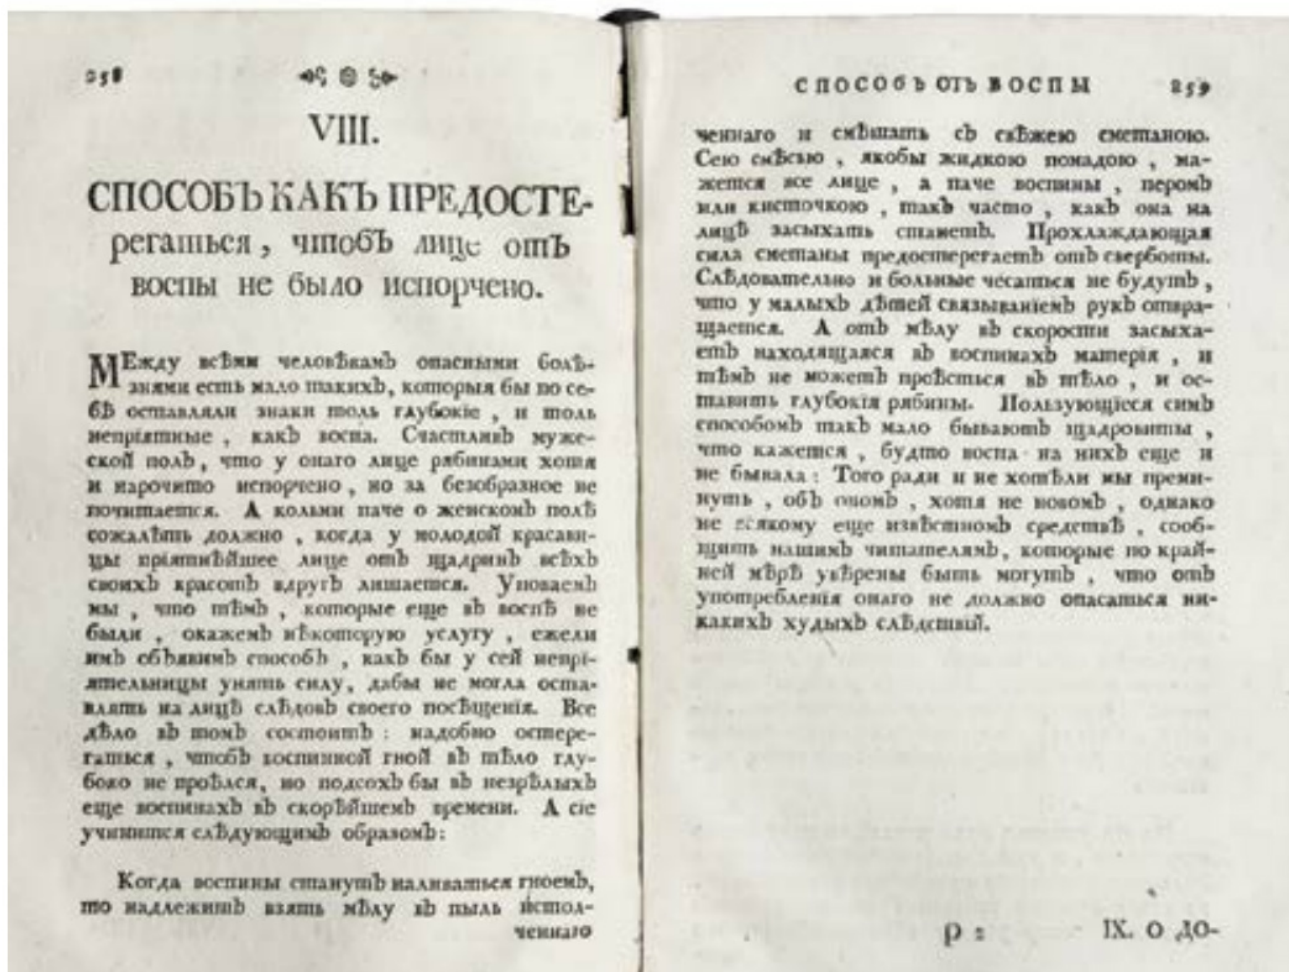 258
VIII.
СПОСОБЪ КАКЪ ПРЕДОСТЕ-
регаться, чтобъ лице отъ
воспы не было испорчено.
МЕжду всѣми человѣкамъ опасными болѣ-
знями есть мало такихъ, которыя бы по се-
бѣ оставляли знаки толь глубокіе, и толь
непріятные, какъ воспа. Счастливъ муже-
ской полъ, что у онаго лице рябинами хотя
и нарочито испорчено, но за безобразное не
почитается. А кольми паче о женскомъ полѣ
сожалѣть должно, когда у молодой красави-
цы пріятнѣйшее лице отъ щадринъ всѣхъ
своихъ красотъ вдругъ лишается. Уповаемъ
мы, что тѣмъ, которые еще въ воспѣ не
были, окажемъ нѣкоторую услугу, ежели
имъ объявимъ способъ, какъ бы у сей непрі-
ятельницы унять силу, дабы не могла оста-
влять на лицѣ слѣдовъ своего посѣщенія. Все
дѣло въ томъ состоитъ: надобно остере-
гаться, чтобъ воспинной гной въ тѣло глу-
боко не проѣлся, но подсохъ бы въ незрѣлыхъ
еще воспинахъ въ скорѣйшемъ времени. А сіе
учинится слѣдующимъ образомъ:
Когда воспины станутъ наливаться гноемъ,
то надлежитъ взять мѣлу въ пыль истол-
ченнаго
СПОСОБЪ ОТЪ ВОСПЫ 259
ченнаго и смѣшать съ свѣжею сметаною.
Сею смѣсью, якобы жидкою помадою, ма-
жется все лице, а паче воспины, перомъ
или кисточкою, такъ часто, какъ она на
лицѣ засыхать станетъ. Прохлаждающая
сила сметаны предостерегаетъ отъ сверботы.
Слѣдовательно и больные чесаться не будутъ,
что у малыхъ дѣтей связываніемъ рукъ отвра-
щается. А отъ мѣлу въ скорости засыха-
етъ находящаяся въ воспинахъ матерія, и
тѣмъ не можетъ проѣсться въ тѣло, и ос-
тавить глубокія рябины. Пользующіеся симъ
способомъ такъ мало бываютъ щадровиты,
что кажется, будто воспа на нихъ еще и
не бывала: Того ради и не хотѣли мы преми-
нуть, объ ономъ, хотя не новомъ, однако
не всякому еще извѣстномъ средствѣ, сооб-
щить нашимъ читателямъ, которые по край-
ней мѣрѣ увѣрены быть могутъ, что отъ
употребленія онаго не должно опасаться ни-
какихъ худыхъ слѣдствій.
Р 2 IX. О ДО-